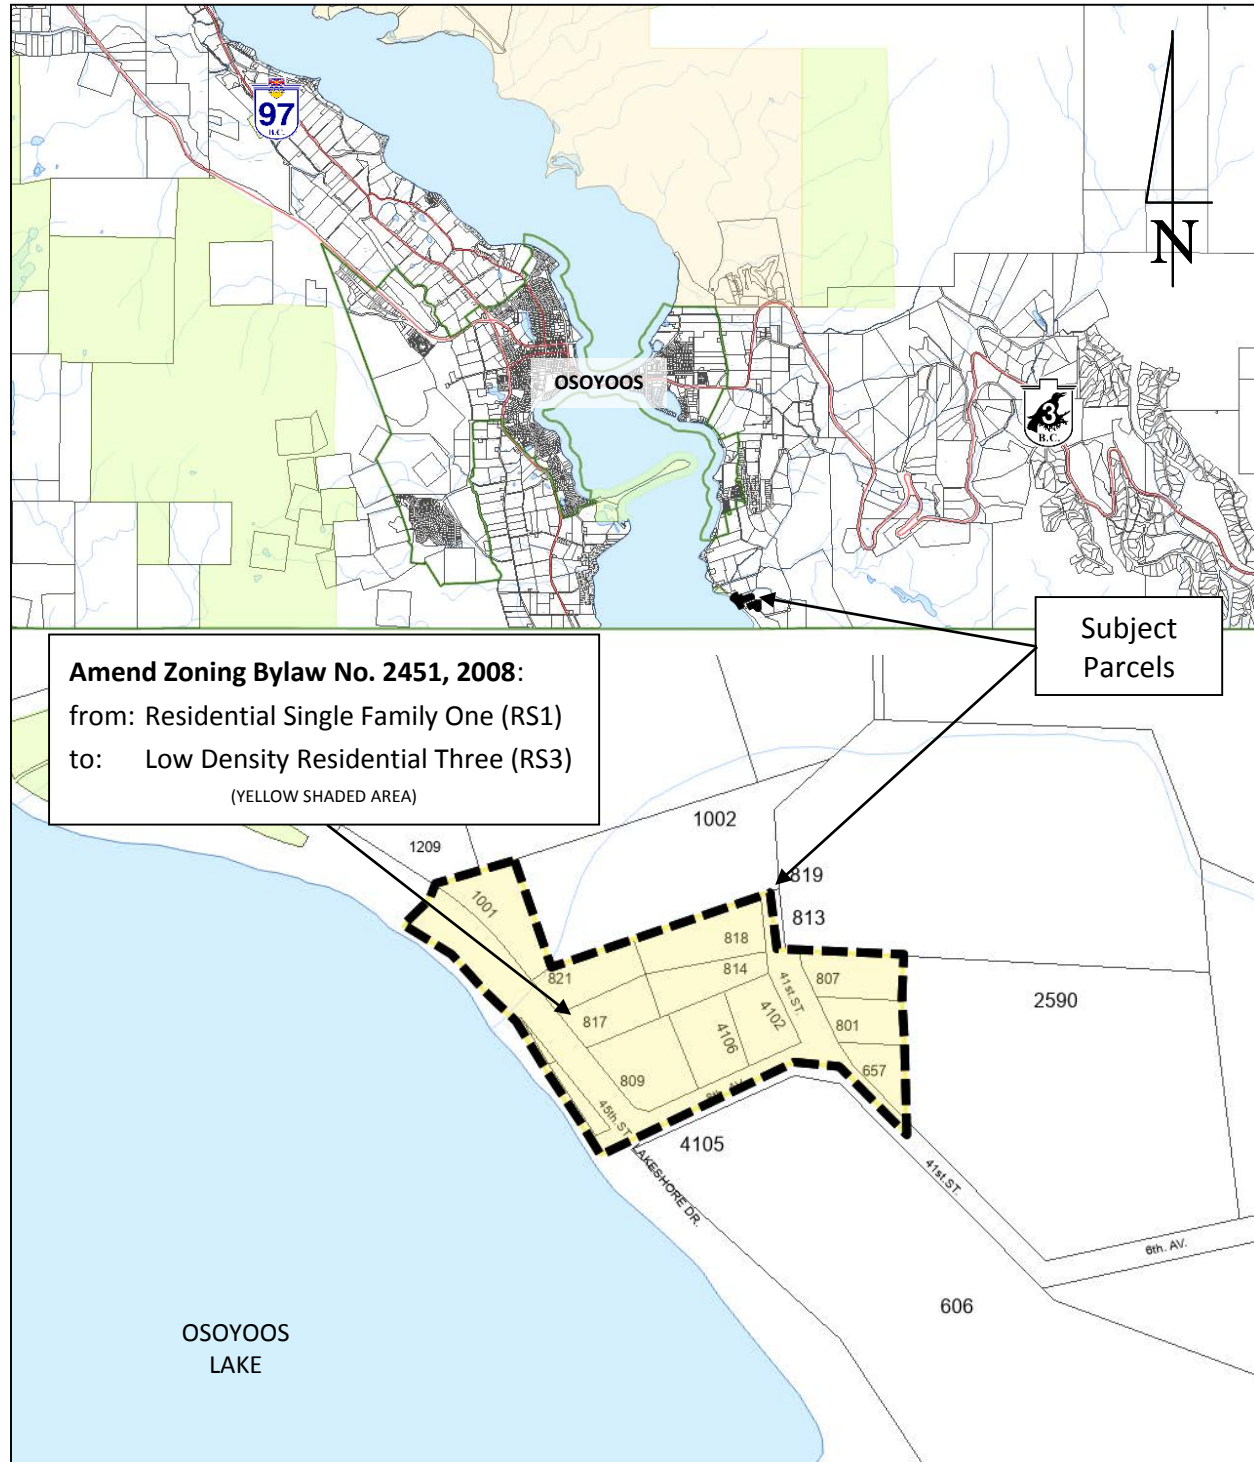 97
B.C.
N
OSOYOOS
3
B.C.
Subject
Parcels
Amend Zoning Bylaw No. 2451, 2008:
from: Residential Single Family One (RS1)
to: Low Density Residential Three (RS3)
(YELLOW SHADED AREA)
1002
1209
819
1001
813
818
821
814
807
41st.ST.
2590
817
4102
801
4106
657
809
8th. AV.
45th.ST.
4105
LAKESHORE DR.
41st.ST.
6th. AV.
606
OSOYOOS
LAKE